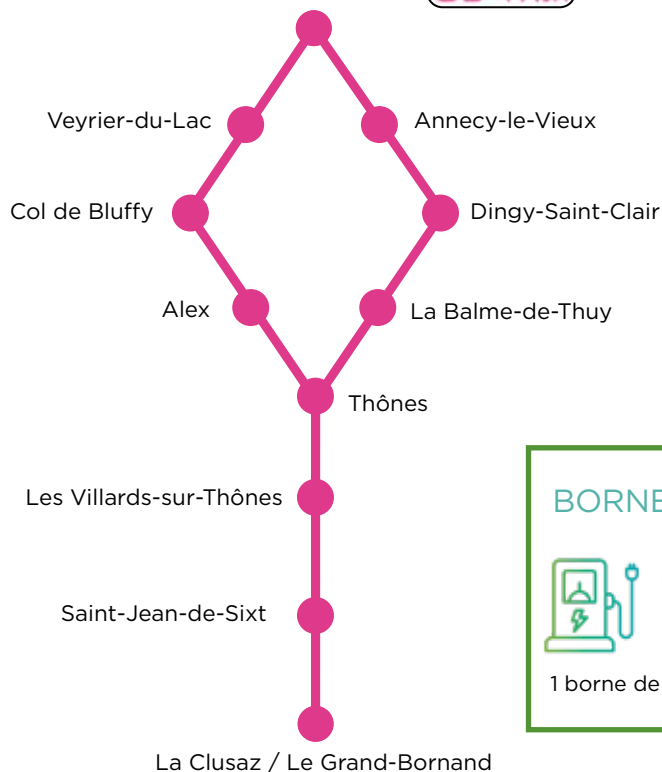 Veyrier-du-Lac
Annecy-le-Vieux
Col de Bluffy
Dingy-Saint-Clair
Alex
La Balme-de-Thuy
Thônes
Les Villards-sur-Thônes
Saint-Jean-de-Sixt
La Clusaz / Le Grand-Bornand
BORNE
1 borne de